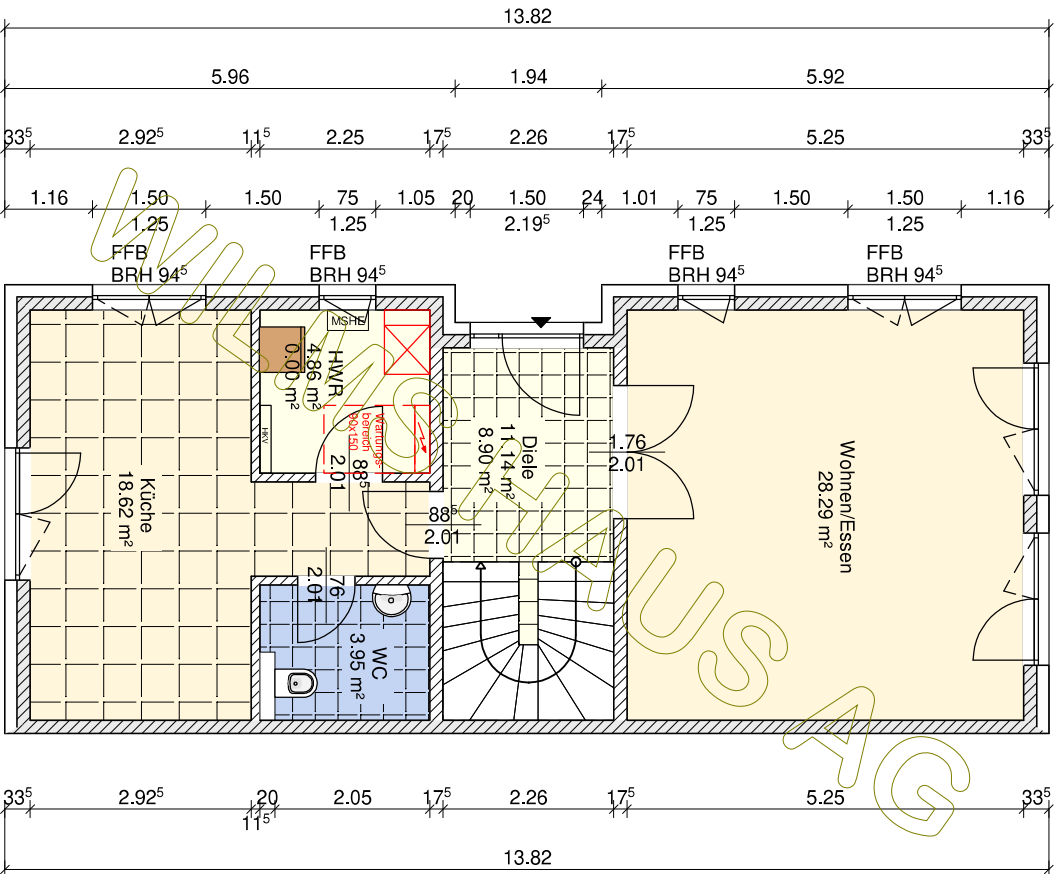 13.82
5.96 1.94 5.92
33⁵ 2.92⁵ 11⁵ 2.25 17⁵ 2.26 17⁵ 5.25 33⁵
1.16 1.50 1.50 75 1.05 20 1.50 24 1.01 75 1.50 1.50 1.16
1.25 1.25 2.19⁵ 1.25 1.25
FFB
BRH 94⁵
FFB
BRH 94⁵
FFB
BRH 94⁵
FFB
BRH 94⁵
WILMS HAUS AG
MSHE
HWR
4.86 m²
0.00 m²
HKV
Wartungs-
bereich
90x150
88⁵
2.01
Küche
18.62 m²
Diele
11.14 m²
8.90 m²
1.76
2.01
Wohnen/Essen
28.29 m²
88⁵
2.01
76
2.01
WC
3.95 m²
33⁵ 2.92⁵ 20 2.05 17⁵ 2.26 17⁵ 5.25 33⁵
11⁵
13.82